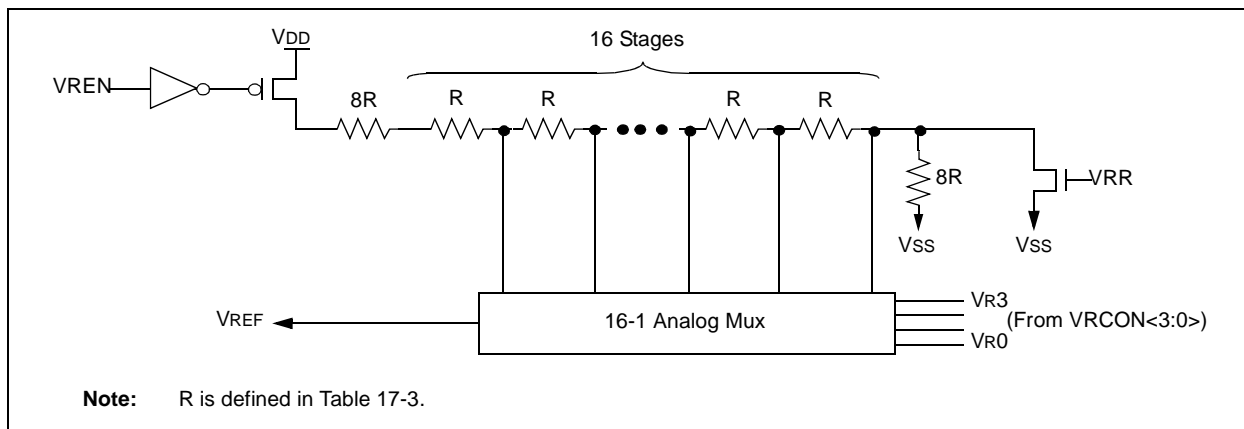 VDD
16 Stages
VREN
8R
R
R
R
R
8R
VRR
VSS
VSS
VR3
VREF
16-1 Analog Mux
(From VRCON<3:0>)
VR0
Note: R is defined in Table 17-3.